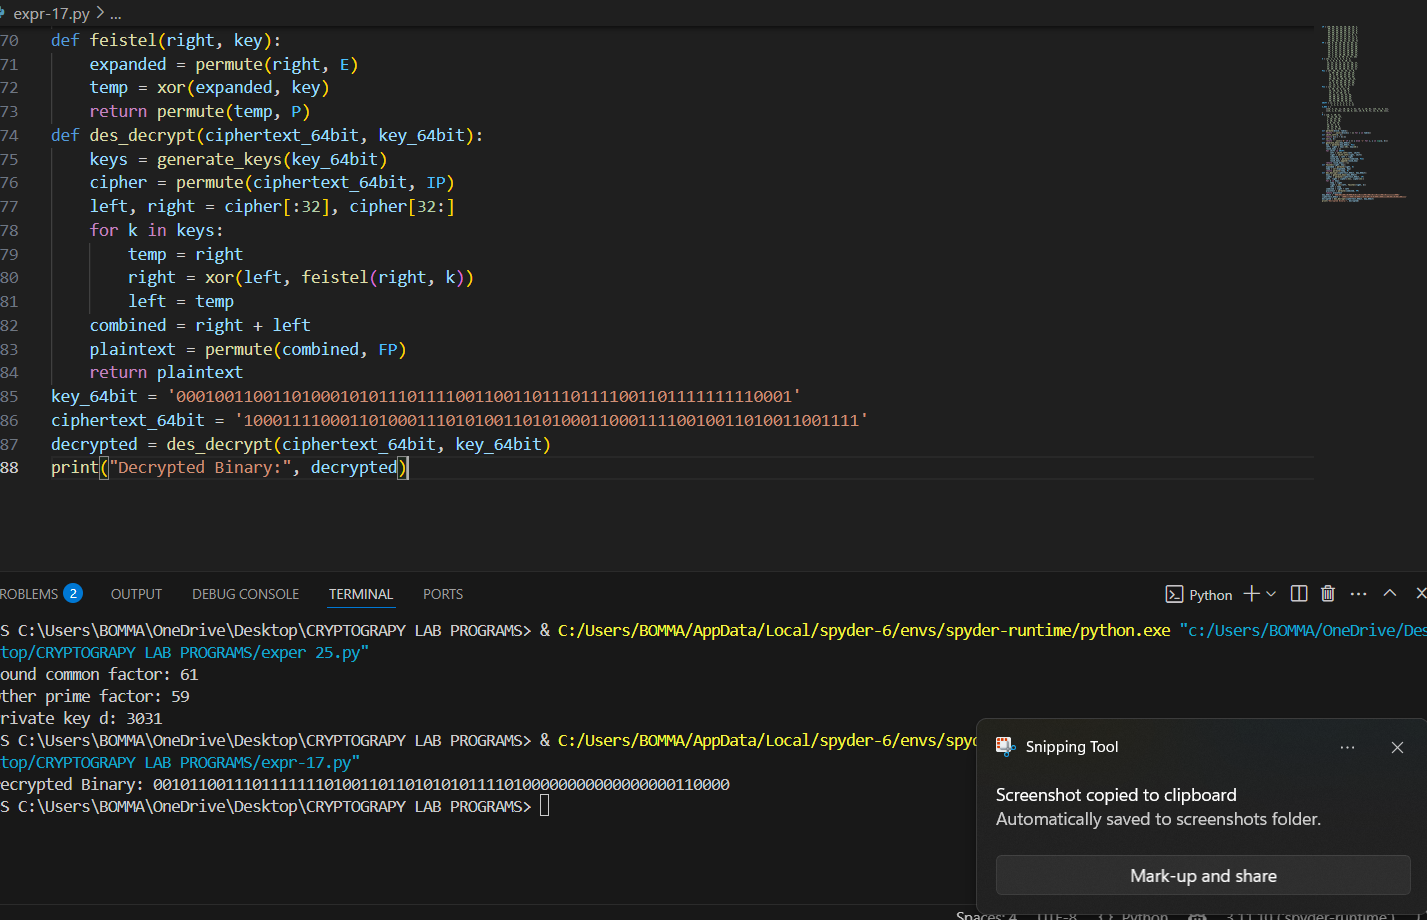 expr-17.py > ...
70 def feistel(right, key):
71 expanded = permute(right, E)
72 temp = xor(expanded, key)
73 return permute(temp, P)
74 def des_decrypt(ciphertext_64bit, key_64bit):
75 keys = generate_keys(key_64bit)
76 cipher = permute(ciphertext_64bit, IP)
77 left, right = cipher[:32], cipher[32:]
78 for k in keys:
79 temp = right
80 right = xor(left, feistel(right, k))
81 left = temp
82 combined = right + left
83 plaintext = permute(combined, FP)
84 return plaintext
85 key_64bit = '0001001100110100010101110111100110011011101111001101111111110001'
86 ciphertext_64bit = '1000111100011010001110101001101010001100011110010011010011001111'
87 decrypted = des_decrypt(ciphertext_64bit, key_64bit)
88 print("Decrypted Binary:", decrypted)
ROBLEMS 2 OUTPUT DEBUG CONSOLE TERMINAL PORTS Python
S C:\Users\BOMMA\OneDrive\Desktop\CRYPTOGRAPY LAB PROGRAMS> & C:/Users/BOMMA/AppData/Local/spyder-6/envs/spyder-runtime/python.exe "c:/Users/BOMMA/OneDrive/Des
top/CRYPTOGRAPY LAB PROGRAMS/exper 25.py"
ound common factor: 61
ther prime factor: 59
rivate key d: 3031
S C:\Users\BOMMA\OneDrive\Desktop\CRYPTOGRAPY LAB PROGRAMS> & C:/Users/BOMMA/AppData/Local/spyder-6/envs/spyd
top/CRYPTOGRAPY LAB PROGRAMS/expr-17.py"
ecrypted Binary: 0010110011101111111010011011010101011110100000000000000000110000
S C:\Users\BOMMA\OneDrive\Desktop\CRYPTOGRAPY LAB PROGRAMS>
Snipping Tool
Screenshot copied to clipboard
Automatically saved to screenshots folder.
Mark-up and share
Spaces: 4 UTF-8 Python 3.11.10 ('spyder-runtime')